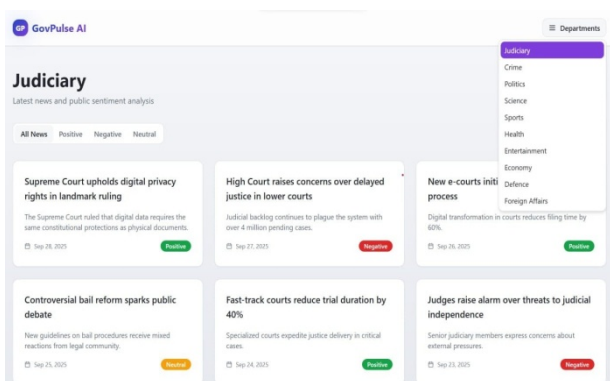 GP GovPulse AI
≡ Departments
Judiciary
Crime
Politics
Science
Sports
Health
Entertainment
Economy
Defence
Foreign Affairs
Judiciary
Latest news and public sentiment analysis
All News Positive Negative Neutral
Supreme Court upholds digital privacy
rights in landmark ruling
The Supreme Court ruled that digital data requires the
same constitutional protections as physical documents.
Sep 28, 2025 Positive
High Court raises concerns over delayed
justice in lower courts
Judicial backlog continues to plague the system with
over 4 million pending cases.
Sep 27, 2025 Negative
New e-courts
process
Digital transformation in courts reduces filing time by
60%.
Sep 26, 2025 Positive
Controversial bail reform sparks public
debate
New guidelines on bail procedures receive mixed
reactions from legal community.
Sep 25, 2025 Neutral
Fast-track courts reduce trial duration by
40%
Specialized courts expedite justice delivery in critical
cases.
Sep 24, 2025 Positive
Judges raise alarm over threats to judicial
independence
Senior judiciary members express concerns about
external pressures.
Sep 23, 2025 Negative